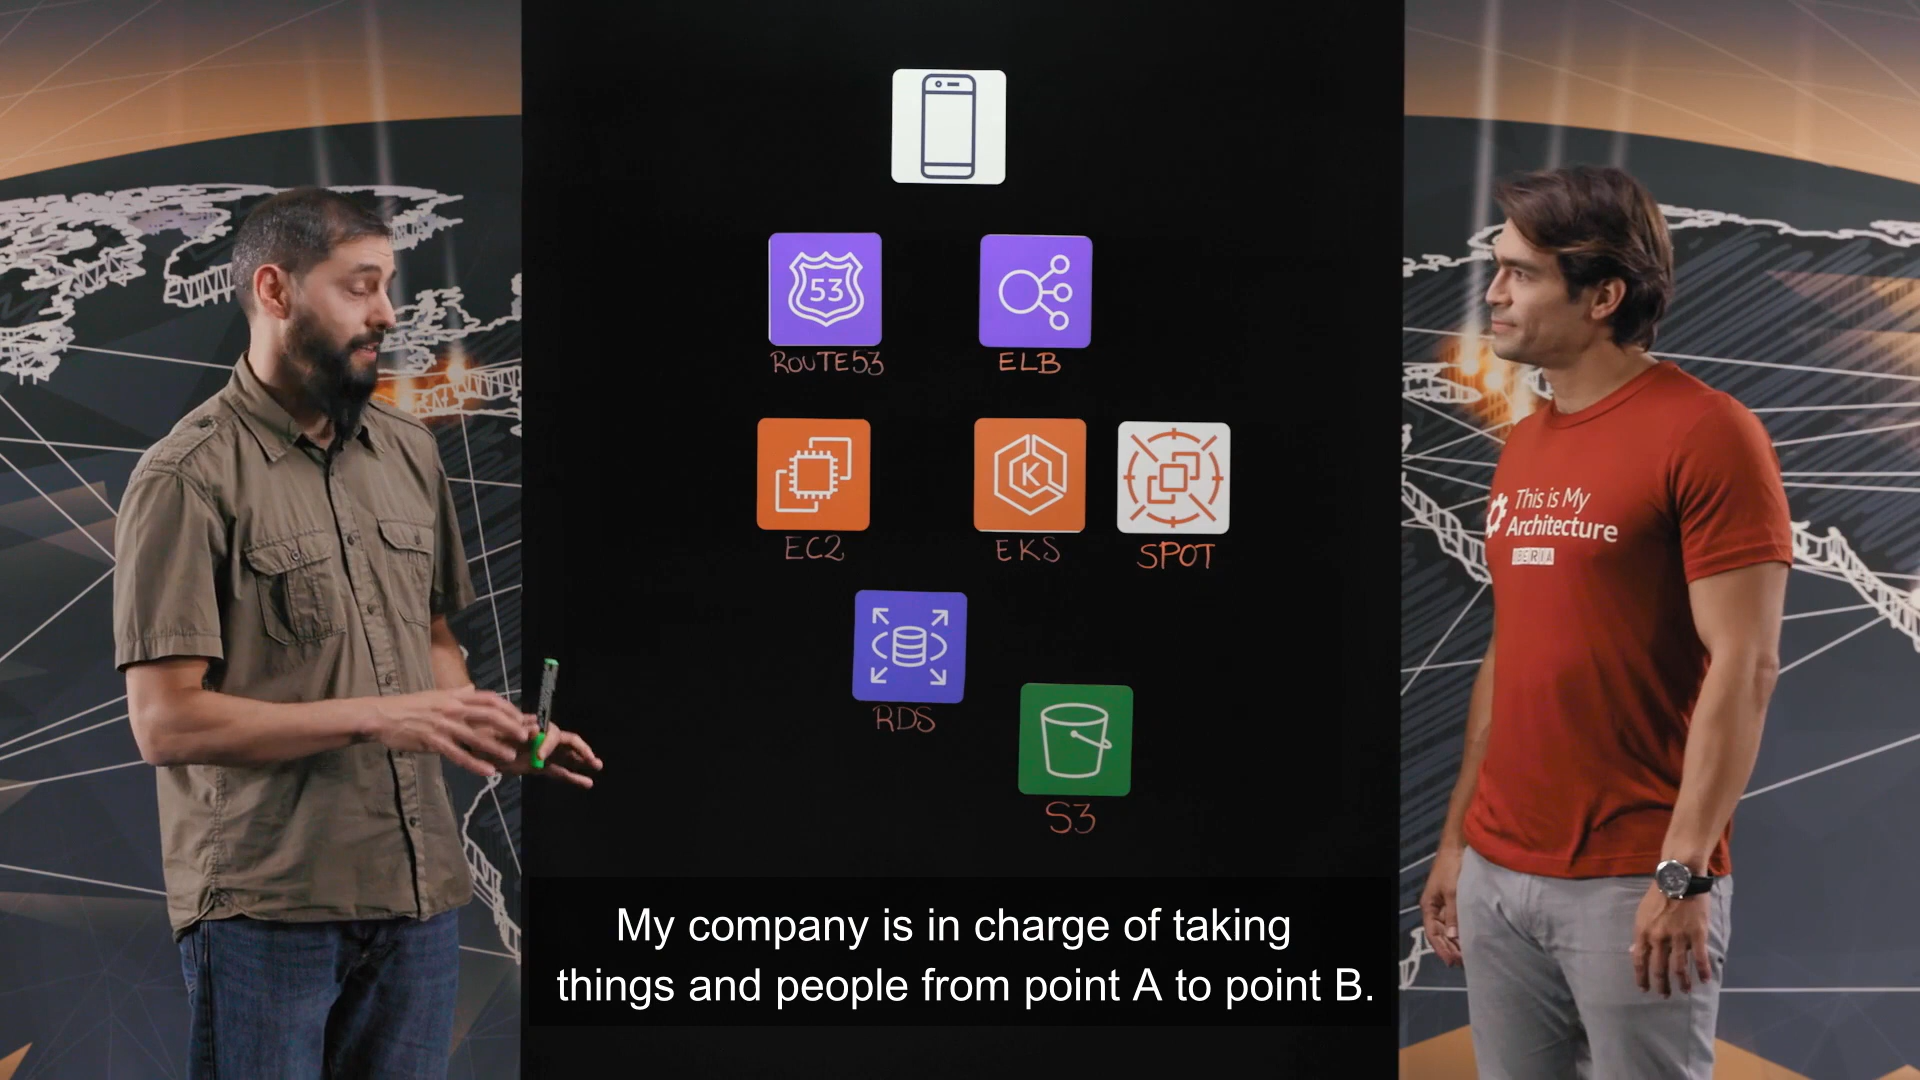 53
ROUTE53
ELB
K
EC2
EKS
SPOT
This is My
Architecture
IBERIA
RDS
S3
My company is in charge of taking
things and people from point A to point B.